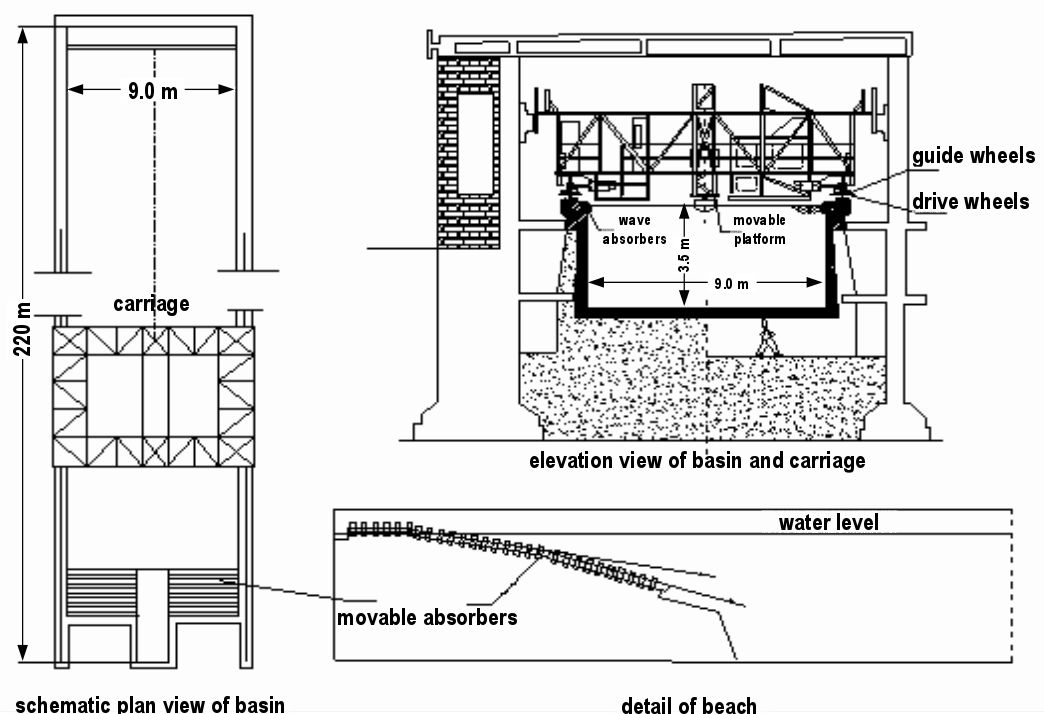 9.0 m
220 m
carriage
guide wheels
drive wheels
wave
absorbers
movable
platform
3.5 m
9.0 m
elevation view of basin and carriage
water level
movable absorbers
schematic plan view of basin
detail of beach